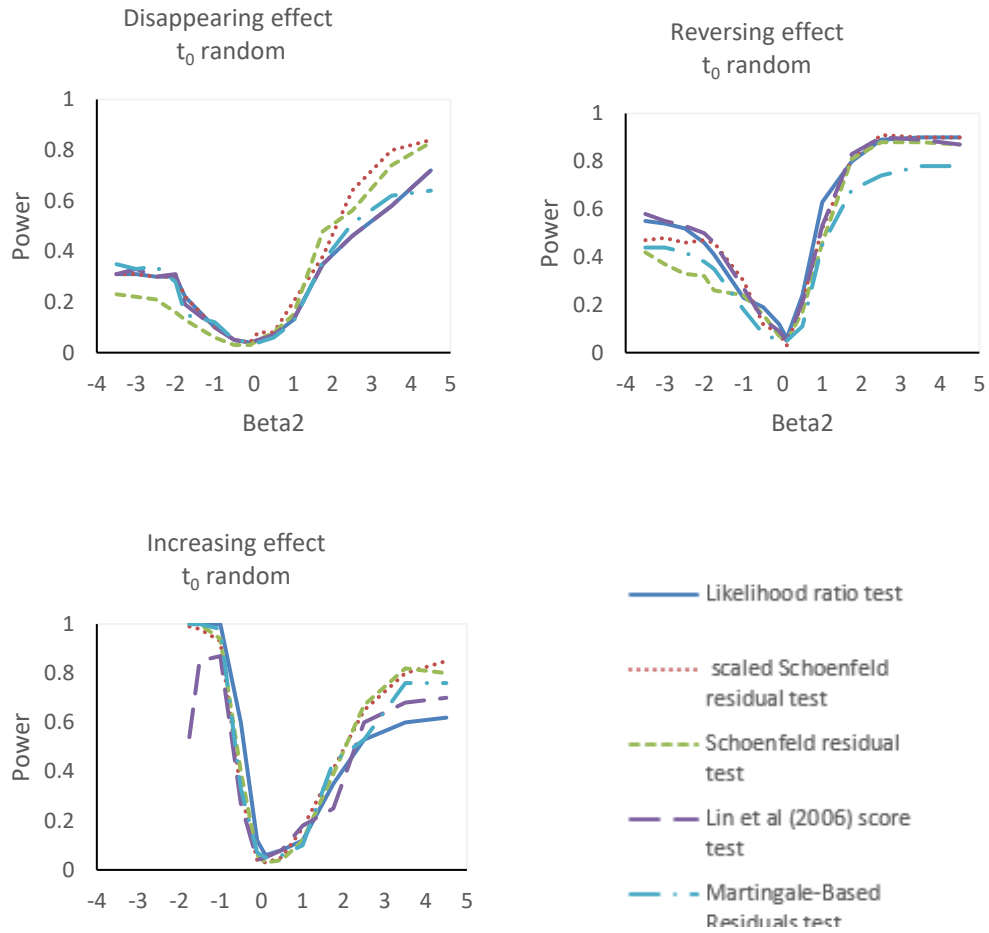 Disappearing effect
t₀ random
1
0.8
0.6
0.4
0.2
0
Power
-4 -3 -2 -1 0 1 2 3 4 5
Beta2
Reversing effect
t₀ random
1
0.8
0.6
0.4
0.2
0
Power
-4 -3 -2 -1 0 1 2 3 4 5
Beta2
Increasing effect
t₀ random
1
0.8
0.6
0.4
0.2
0
Power
-4 -3 -2 -1 0 1 2 3 4 5
Likelihood ratio test
scaled Schoenfeld
residual test
Schoenfeld residual
test
Lin et al (2006) score
test
Martingale-Based
Residuals test